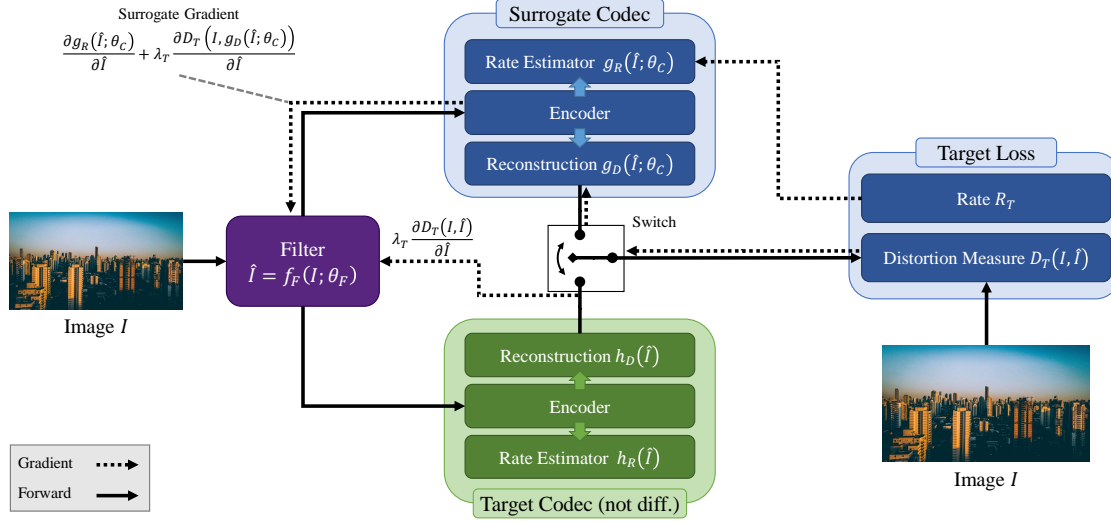 Surrogate Gradient
∂g_R(Î; θ_C)/∂Î + λ_T ∂D_T(I, g_D(Î; θ_C))/∂Î
Surrogate Codec
Rate Estimator g_R(Î; θ_C)
Encoder
Reconstruction g_D(Î; θ_C)
Target Loss
Rate R_T
Distortion Measure D_T(I, Î)
Switch
Filter
Î = f_F(I; θ_F)
λ_T ∂D_T(I, Î)/∂Î
Image I
Reconstruction h_D(Î)
Encoder
Rate Estimator h_R(Î)
Target Codec (not diff.)
Image I
Gradient
Forward